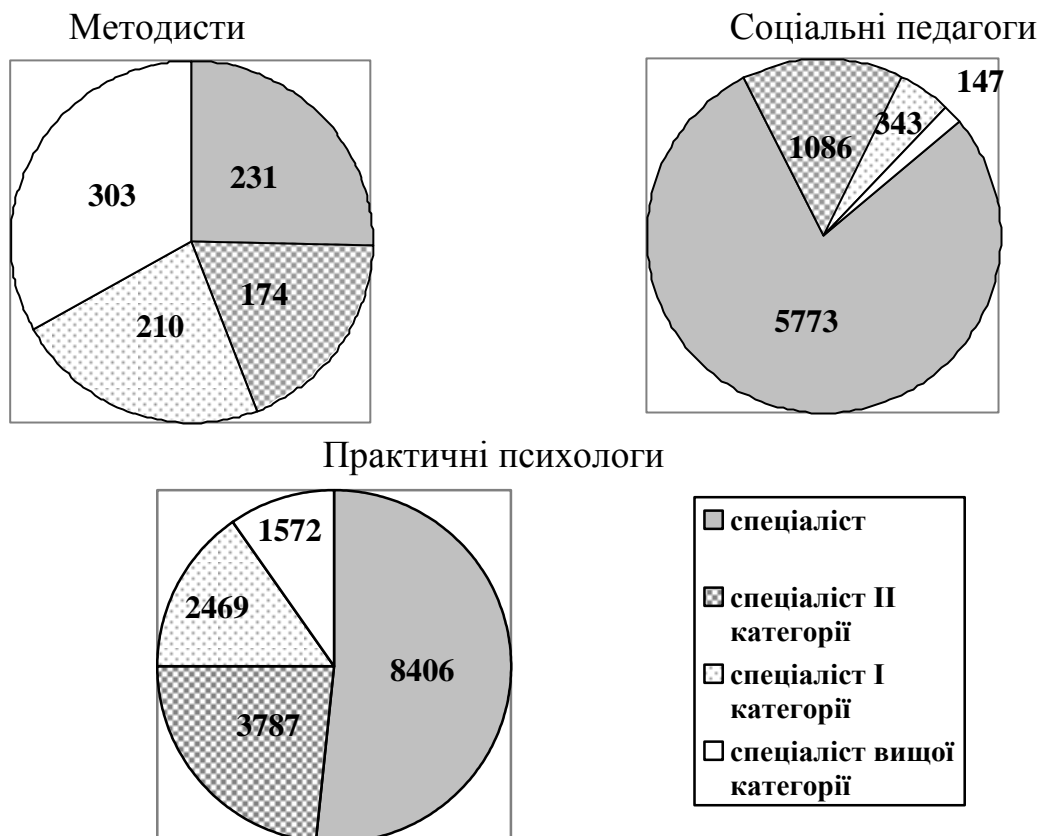 Методисти
Соціальні педагоги
303
231
174
210
147
343
1086
5773
Практичні психологи
1572
2469
8406
3787
спеціаліст
спеціаліст ІІ
категорії
спеціаліст І
категорії
спеціаліст вищої
категорії